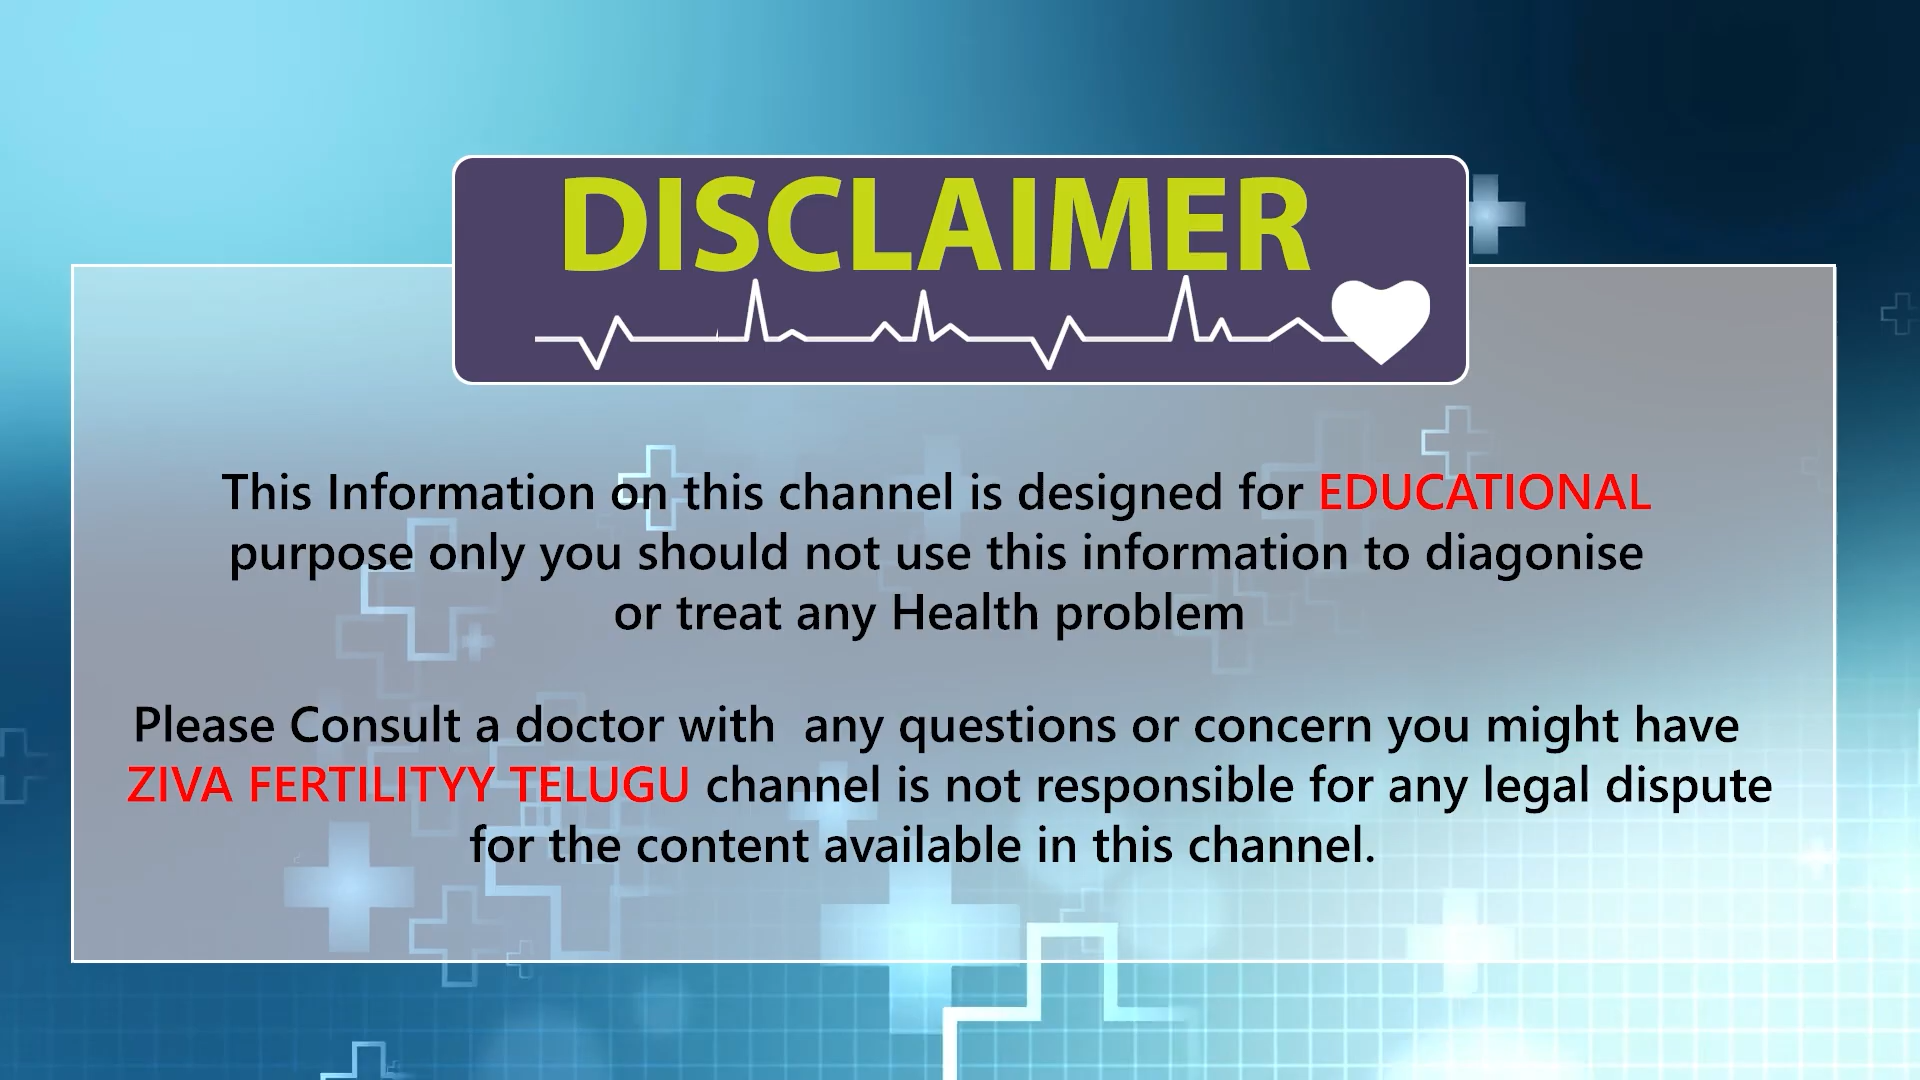 DISCLAIMER
This Information on this channel is designed for EDUCATIONAL
purpose only you should not use this information to diagonise
or treat any Health problem
Please Consult a doctor with  any questions or concern you might have
ZIVA FERTILITYY TELUGU channel is not responsible for any legal dispute
for the content available in this channel.